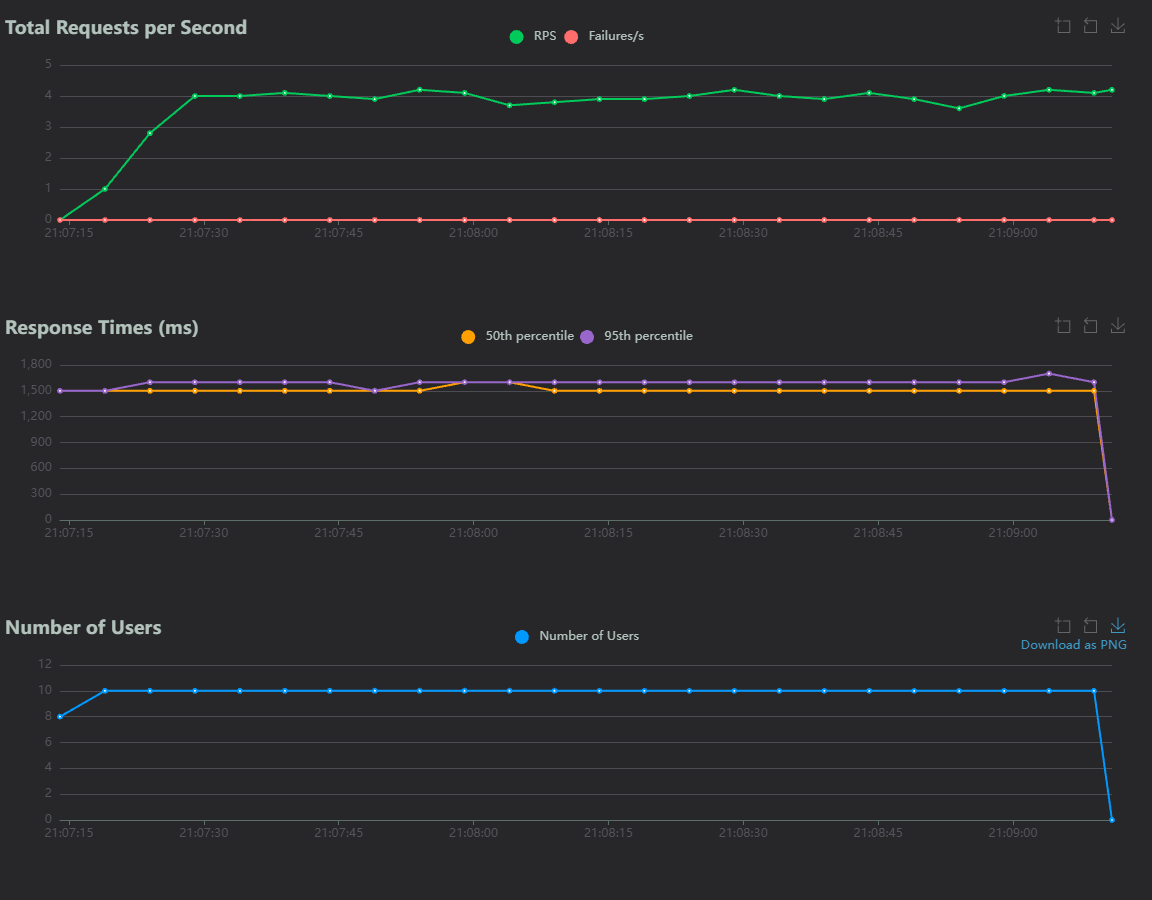 Total Requests per Second
RPS Failures/s
5
4
3
2
1
0
21:07:15 21:07:30 21:07:45 21:08:00 21:08:15 21:08:30 21:08:45 21:09:00
Response Times (ms)
50th percentile 95th percentile
1,800
1,500
1,200
900
600
300
0
21:07:15 21:07:30 21:07:45 21:08:00 21:08:15 21:08:30 21:08:45 21:09:00
Number of Users
Number of Users
Download as PNG
12
10
8
6
4
2
0
21:07:15 21:07:30 21:07:45 21:08:00 21:08:15 21:08:30 21:08:45 21:09:00